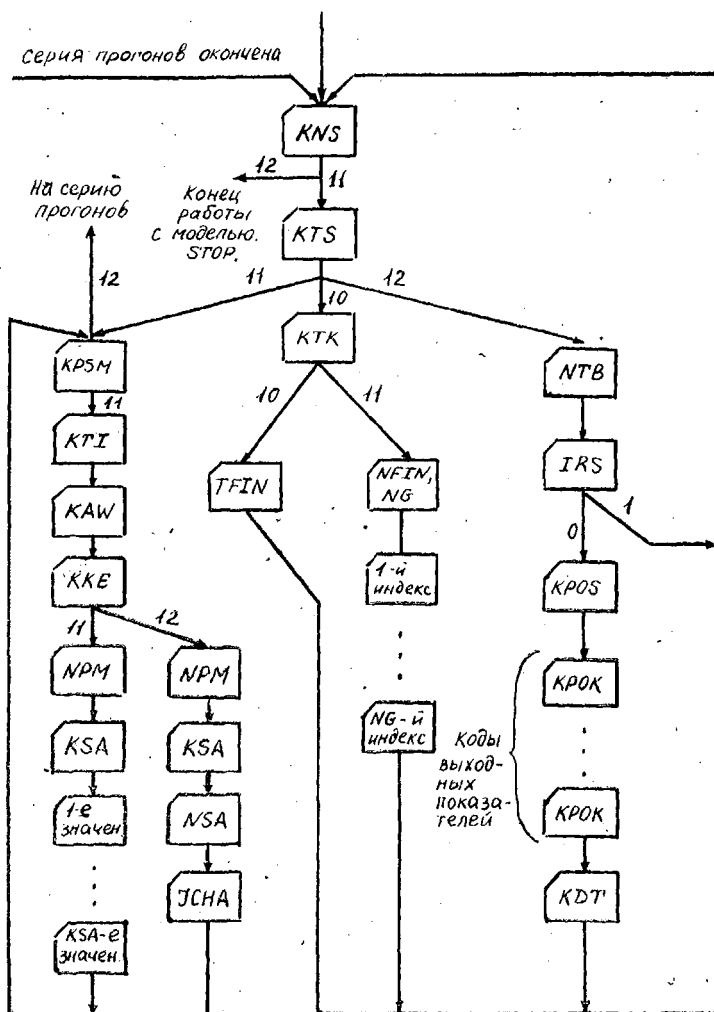 Серия прогонов окончена
KNS
12
11
На серию
прогонов
Конец
работы
с моделью.
STOP.
KTS
12
11
10
12
KPSM
KTK
NTB
11
10
11
KTI
TFIN
NFIN,
NG
IRS
KAW
0
1
KKE
1-й
индекс
KPOS
11
12
NPM
NPM
KPOK
KSA
KSA
NG-й
индекс
Коды
выход-
ных
показа-
телей
1-е
значен.
NSA
KPOK
JCHA
KDT
KSA-е
значен.